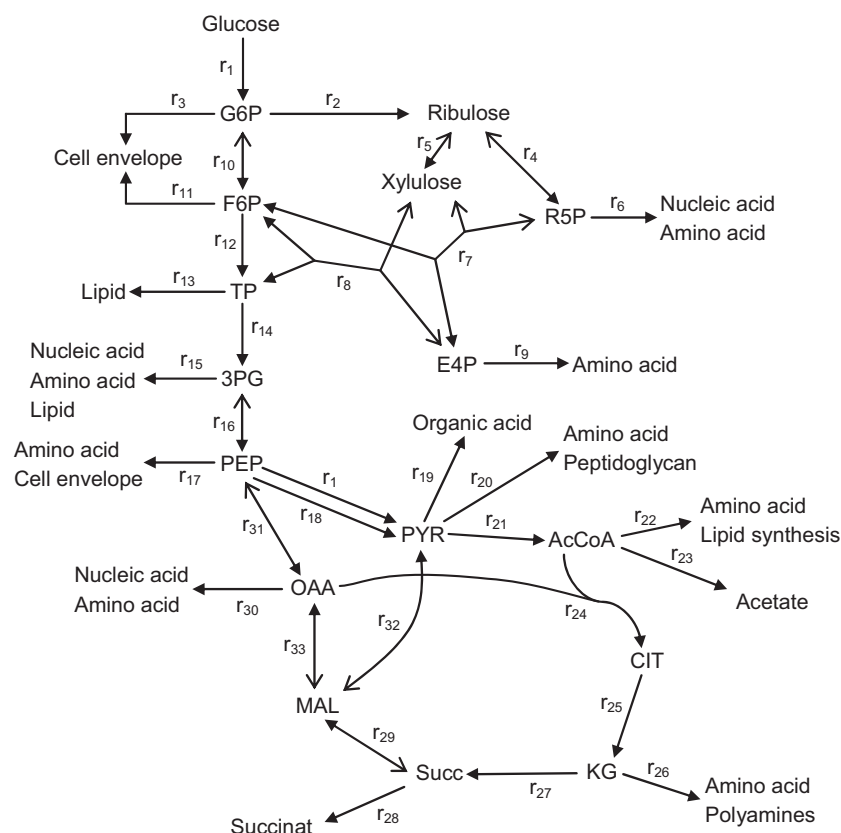 Glucose
r1
r3
G6P
r2
Ribulose
Cell envelope
r10
r5
r4
Xylulose
r11
F6P
R5P
r6
Nucleic acid
Amino acid
r12
r8
r7
Lipid
r13
TP
r14
E4P
r9
Amino acid
Nucleic acid
Amino acid
Lipid
r15
3PG
r16
Organic acid
Amino acid
Peptidoglycan
Amino acid
Cell envelope
r17
PEP
r1
r18
r19
r20
PYR
r21
AcCoA
r22
Amino acid
Lipid synthesis
r23
Acetate
r31
Nucleic acid
Amino acid
r30
OAA
r24
r32
r33
CIT
MAL
r25
r29
Succ
r27
KG
r26
Amino acid
Polyamines
r28
Succinat